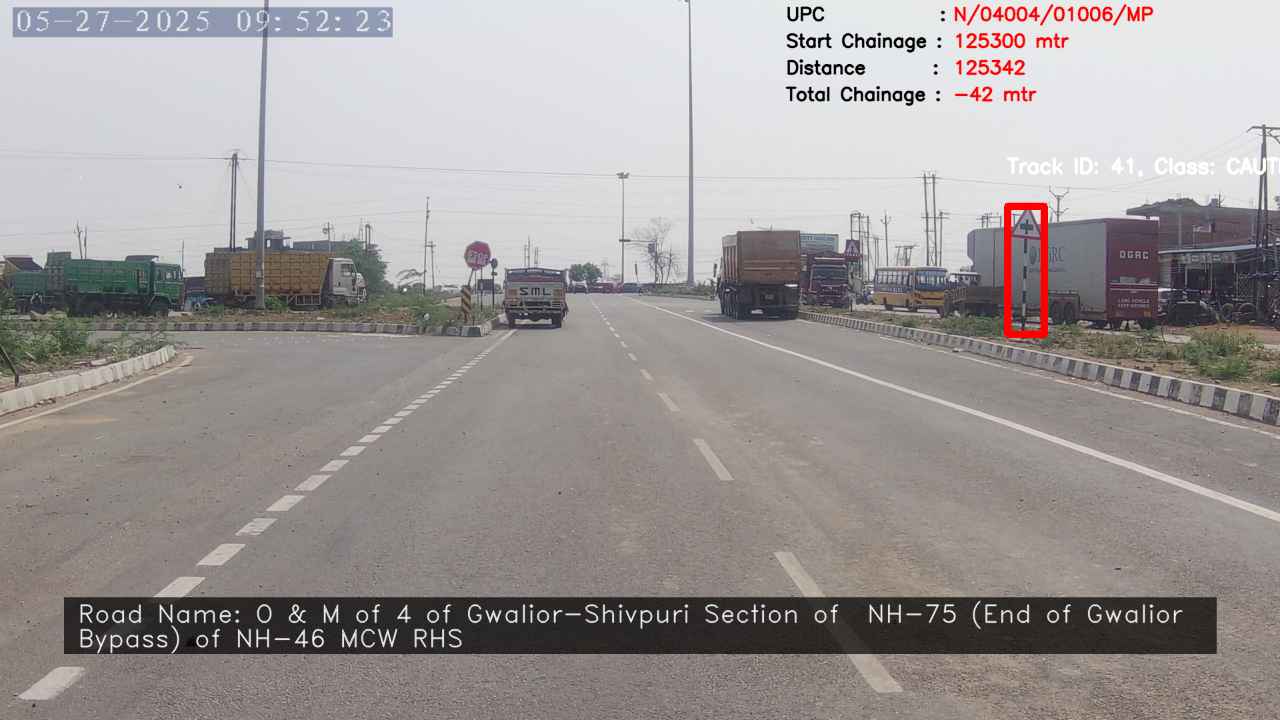 05-27-2025 09:52:23
UPC : N/04004/01006/MP
Start Chainage : 125300 mtr
Distance : 125342
Total Chainage : -42 mtr
Track ID: 41, Class: CAUT
SML
DGRC
Road Name: O & M of 4 of Gwalior-Shivpuri Section of NH-75 (End of Gwalior
Bypass) of NH-46 MCW RHS